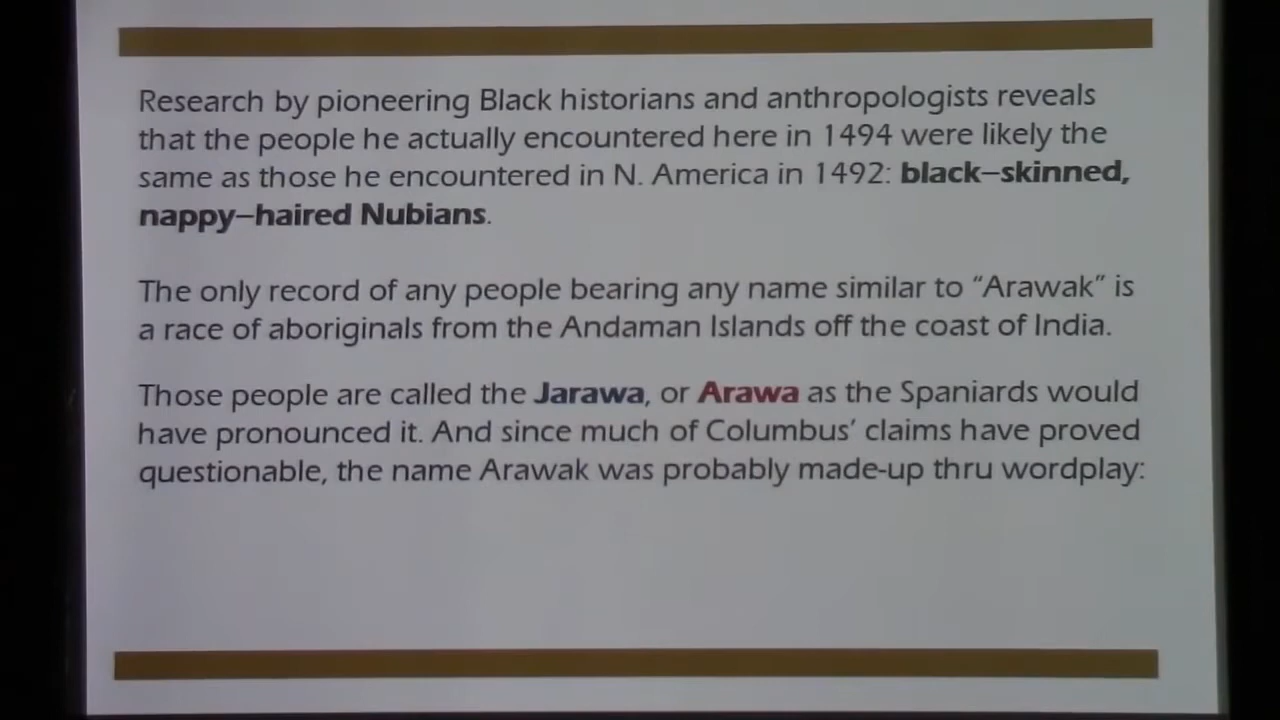 Research by pioneering Black historians and anthropologists reveals
that the people he actually encountered here in 1494 were likely the
same as those he encountered in N. America in 1492: black–skinned,
nappy–haired Nubians.
The only record of any people bearing any name similar to “Arawak” is
a race of aboriginals from the Andaman Islands off the coast of India.
Those people are called the Jarawa, or Arawa as the Spaniards would
have pronounced it. And since much of Columbus’ claims have proved
questionable, the name Arawak was probably made-up thru wordplay: